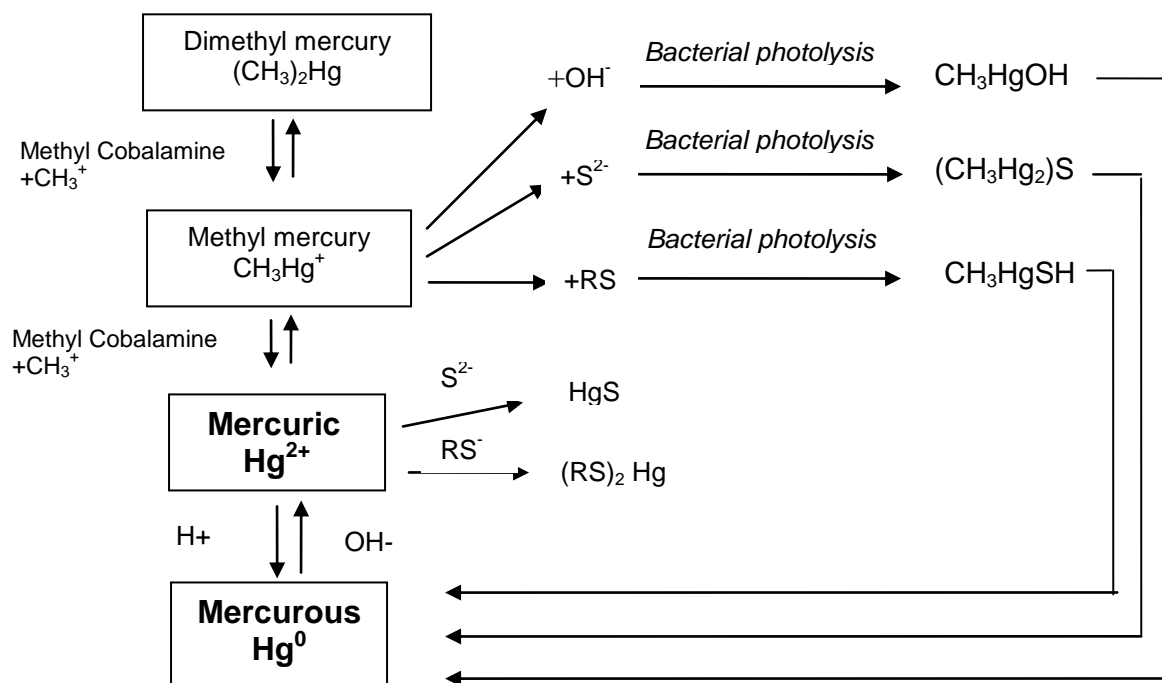 Dimethyl mercury
(CH₃)₂Hg
+OH⁻
Bacterial photolysis
CH₃HgOH
Methyl Cobalamine
+CH₃⁺
+S²⁻
Bacterial photolysis
(CH₃Hg₂)S
Methyl mercury
CH₃Hg⁺
+RS
Bacterial photolysis
CH₃HgSH
Methyl Cobalamine
+CH₃⁺
Mercuric
Hg²⁺
S²⁻
HgS
RS⁻
(RS)₂ Hg
H+
OH-
Mercurous
Hg⁰